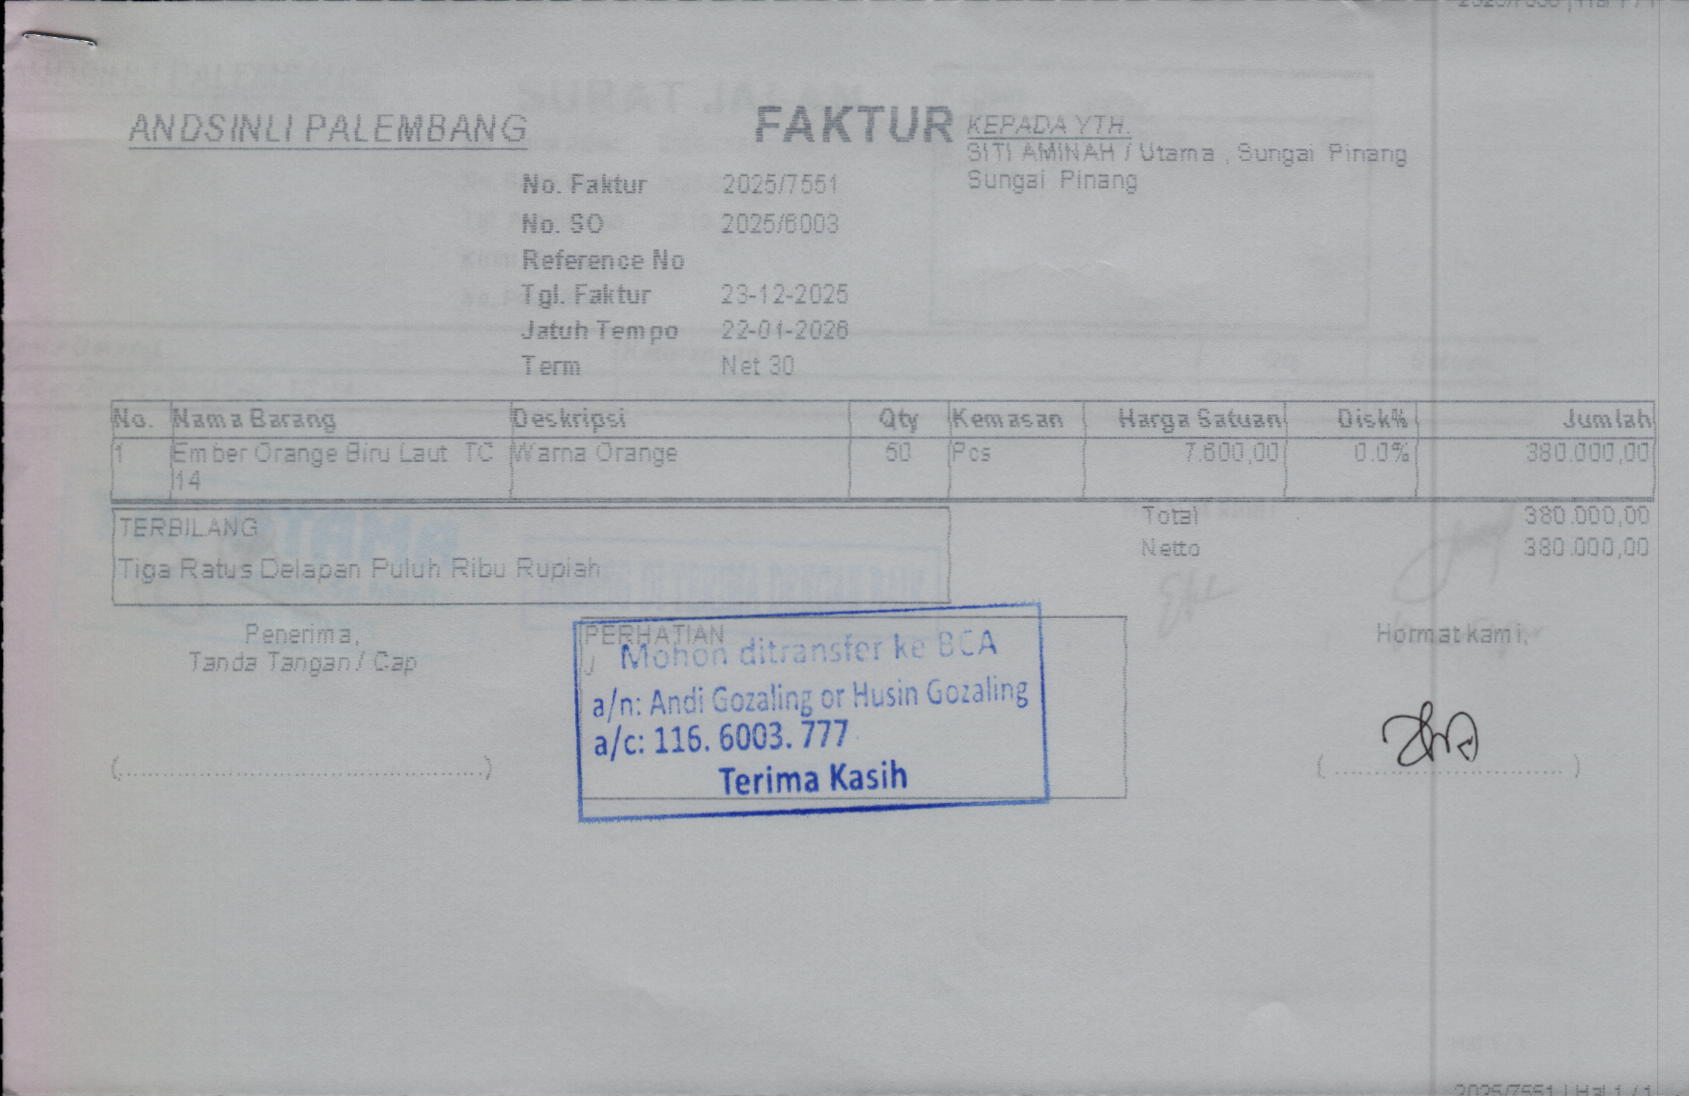 ANDSINLI PALEMBANG
FAKTUR
KEPADA YTH.
SITI AMINAH / Utama , Sungai Pinang
Sungai Pinang
No. Faktur 2025/7551
No. SO 2025/6003
Reference No
Tgl. Faktur 23-12-2025
Jatuh Tempo 22-01-2026
Term Net 30
No. Nama Barang Deskripsi Qty Kemasan Harga Satuan Disk% Jumlah
1 Ember Orange Biru Laut TC Warna Orange 50 Pcs 7.600,00 0.0% 380.000,00
14
TERBILANG
Tiga Ratus Delapan Puluh Ribu Rupiah
Total 380.000,00
Netto 380.000,00
Penerima,
Tanda Tangan / Cap
PERHATIAN
Mohon ditransfer ke BCA
a/n: Andi Gozaling or Husin Gozaling
a/c: 116. 6003. 777
Terima Kasih
Hormat kami,
2025/7551 | Hal 1 / 1